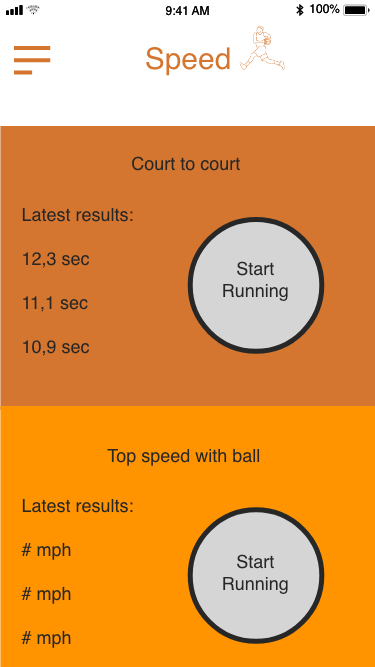 9:41 AM
100%
Speed
Court to court
Latest results:
12,3 sec
11,1 sec
10,9 sec
Start
Running
Top speed with ball
Latest results:
# mph
# mph
# mph
Start
Running